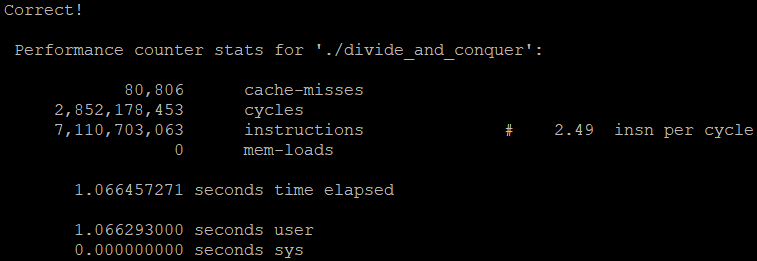 Correct!
Performance counter stats for './divide_and_conquer':
80,806 cache-misses
2,852,178,453 cycles
7,110,703,063 instructions # 2.49 insn per cycle
0 mem-loads
1.066457271 seconds time elapsed
1.066293000 seconds user
0.000000000 seconds sys